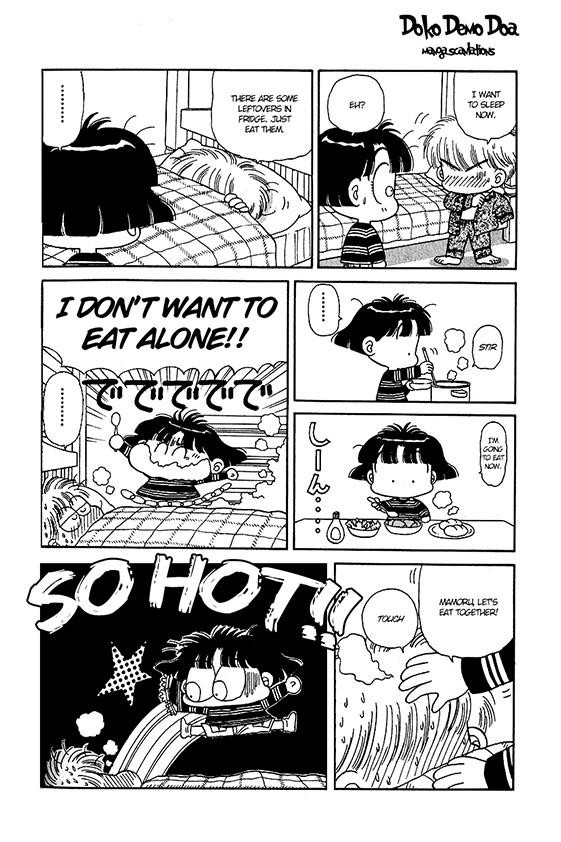 Doko Demo Doa
manga scanlations
I WANT
TO SLEEP
NOW.
EH?
THERE ARE SOME
LEFTOVERS IN
FRIDGE. JUST
EAT THEM.
........
........
STIR
I'M
GOING
TO EAT
NOW.
しーん....
I DON'T WANT TO
EAT ALONE!!
でででででで
........
MAMORU, LET'S
EAT TOGETHER!
TOUCH
SO HOT!!!